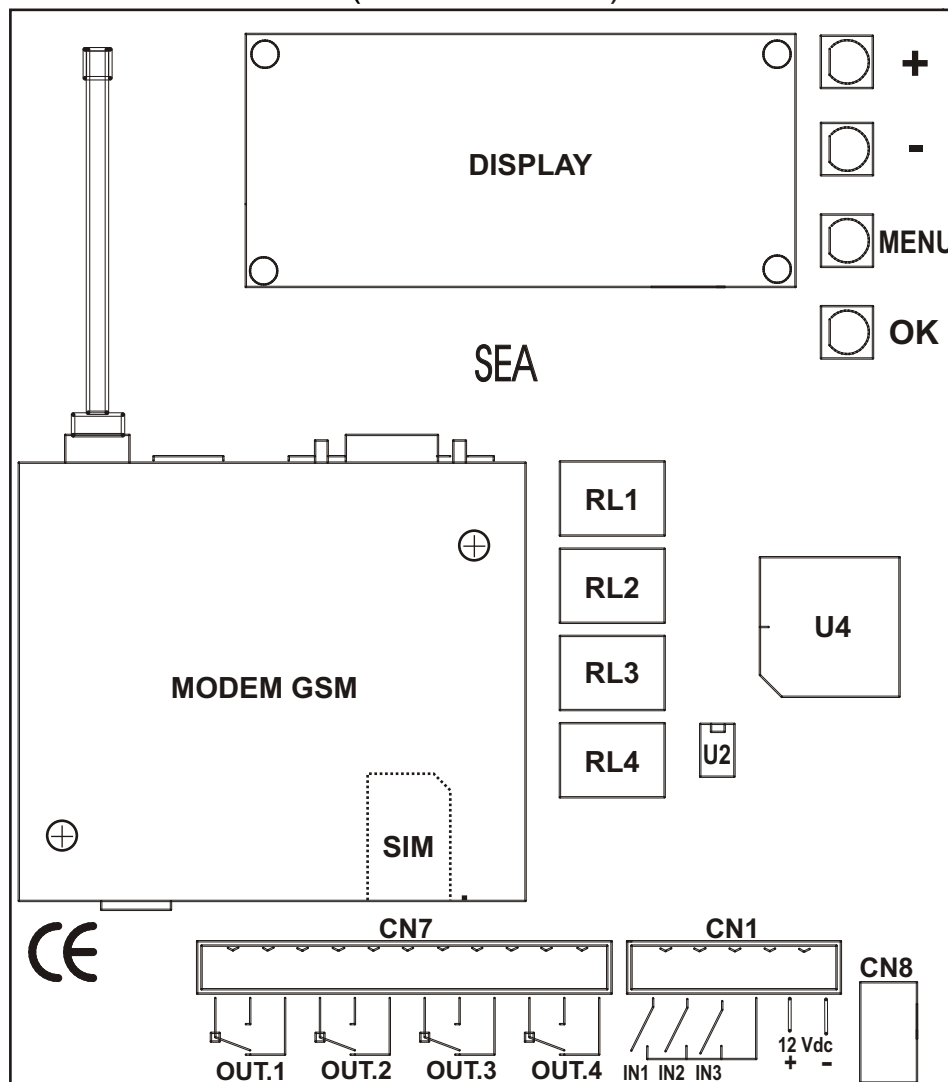 +
DISPLAY
-
MENU
OK
SEA
RL1
RL2
U4
RL3
MODEM GSM
RL4
U2
SIM
CE
CN7
CN1
CN8
OUT.1 OUT.2 OUT.3 OUT.4
IN1 IN2 IN3
12 Vdc
+ -